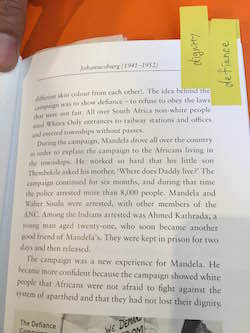 dignity
defiance
Johannesburg (1941–1952)
different skin colour from each other). The idea behind the
campaign was to show defiance – to refuse to obey the laws
that were not fair. All over South Africa non-white people
used Whites Only entrances to railway stations and offices
and entered townships without passes.
During the campaign, Mandela drove all over the country
in order to explain the campaign to the Africans living in
the townships. He worked so hard that his little son
Thembekile asked his mother, 'Where does Daddy live?' The
campaign continued for six months, and during that time
the police arrested more than 8,000 people. Mandela and
Walter Sisulu were arrested, with other members of the
ANC. Among the Indians arrested was Ahmed Kathrada, a
young man aged twenty-one, who soon became another
good friend of Mandela's. They were kept in prison for two
days and then released.
The campaign was a new experience for Mandela. He
became more confident because the campaign showed white
people that Africans were not afraid to fight against the
system of apartheid and that they had not lost their dignity.
The Defiance
Campaign
WE DEMAND